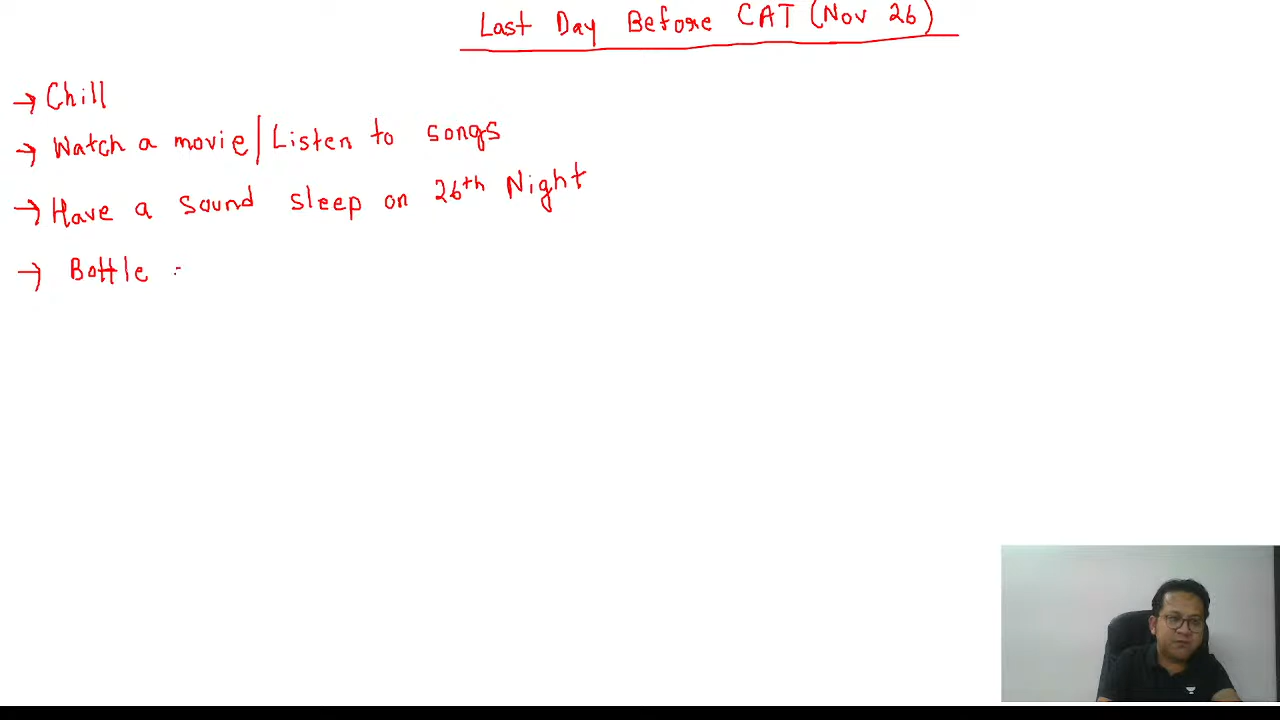 Last Day Before CAT (Nov 26)
→ Chill
→ Watch a movie/Listen to songs
→ Have a sound sleep on 26th Night
→ Bottle